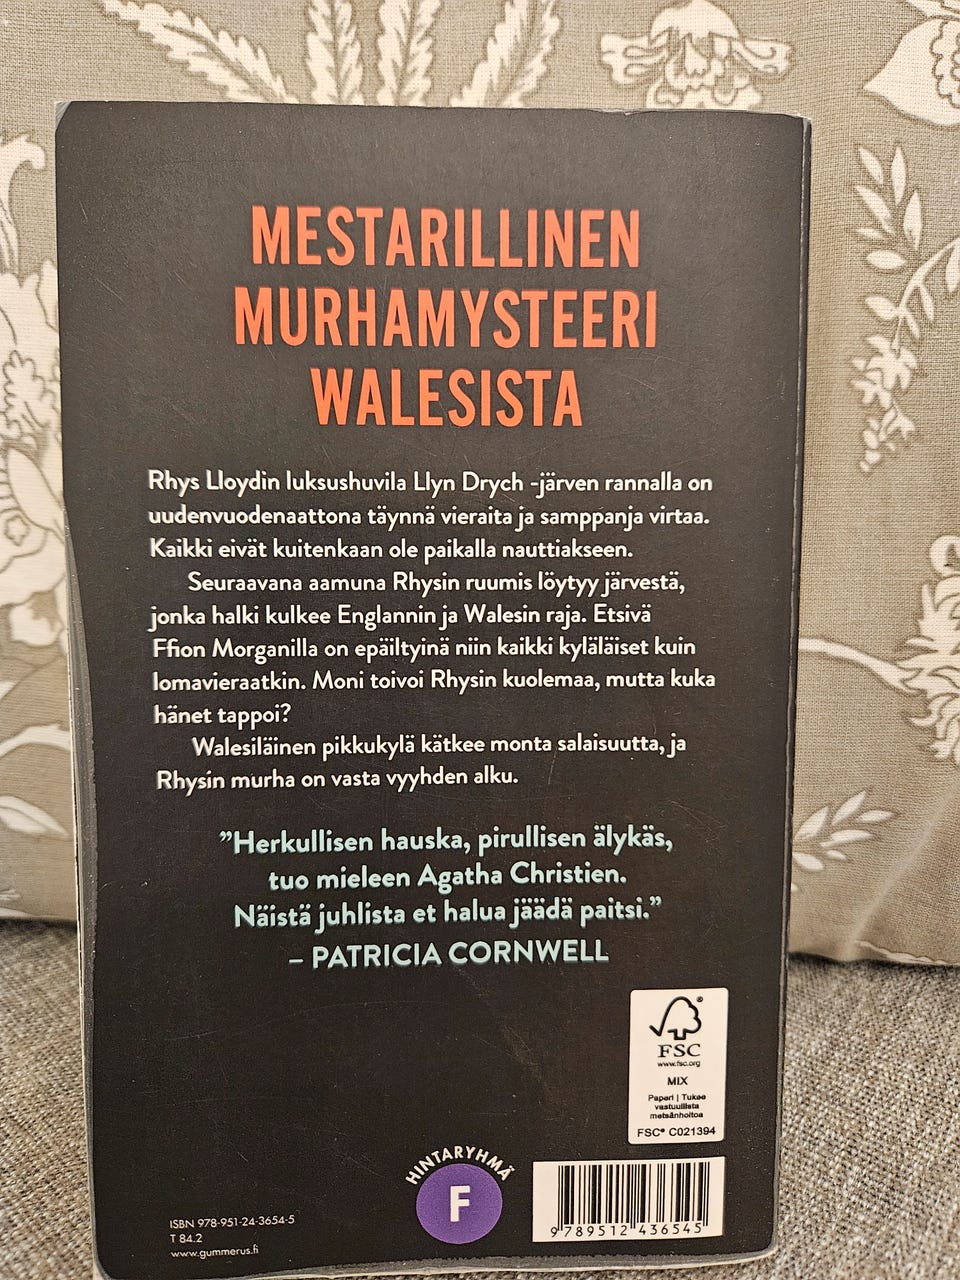 MESTARILLINEN
MURHAMYSTEERI
WALESISTA
Rhys Lloydin luksushuvila Llyn Drych -järven rannalla on
uudenvuodenaattona täynnä vieraita ja samppanja virtaa.
Kaikki eivät kuitenkaan ole paikalla nauttiakseen.
Seuraavana aamuna Rhysin ruumis löytyy järvestä,
jonka halki kulkee Englannin ja Walesin raja. Etsivä
Ffion Morganilla on epäiltyinä niin kaikki kyläläiset kuin
lomavieraatkin. Moni toivoi Rhysin kuolemaa, mutta kuka
hänet tappoi?
Walesiläinen pikkukylä kätkee monta salaisuutta, ja
Rhysin murha on vasta vyyhden alku.
”Herkullisen hauska, pirullisen älykäs,
tuo mieleen Agatha Christien.
Näistä juhlista et halua jäädä paitsi.”
– PATRICIA CORNWELL
FSC®
www.fsc.org
MIX
Paperi | Tukee
vastuullista
metsänhoitoa
FSC® C021394
HINTARYHMÄ
F
ISBN 978-951-24-3654-5
T 84.2
www.gummerus.fi
9 789512 436545